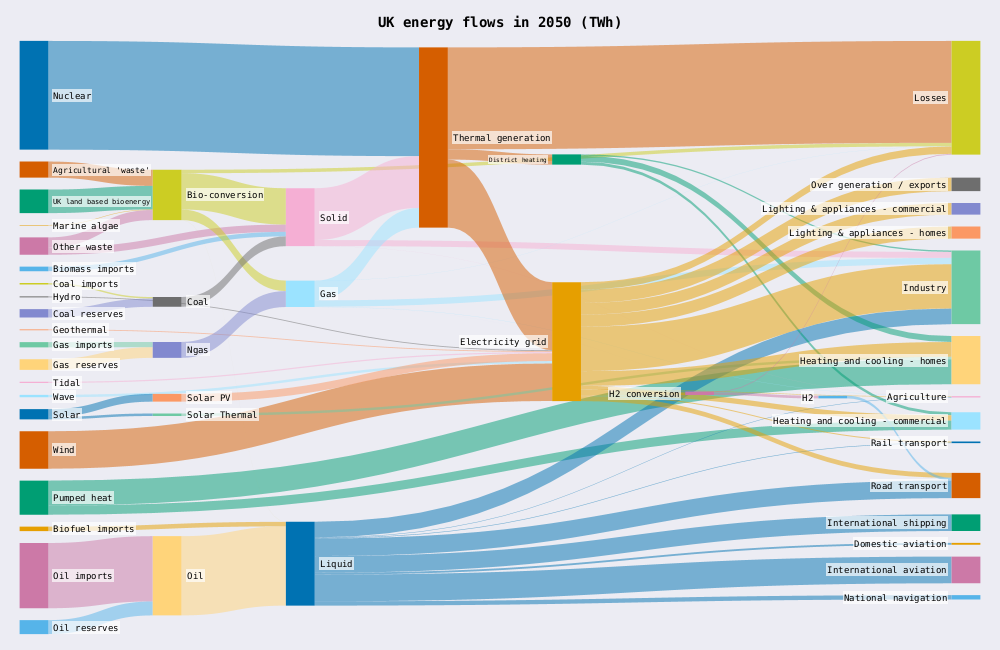 UK energy flows in 2050 (TWh)
Nuclear
Agricultural 'waste'
UK land based bioenergy
Marine algae
Other waste
Biomass imports
Coal imports
Hydro
Coal reserves
Geothermal
Gas imports
Gas reserves
Tidal
Wave
Solar
Wind
Pumped heat
Biofuel imports
Oil imports
Oil reserves
Bio-conversion
Coal
Ngas
Solar PV
Solar Thermal
Oil
Solid
Gas
Liquid
Thermal generation
District heating
Electricity grid
H2 conversion
H2
Losses
Over generation / exports
Lighting & appliances - commercial
Lighting & appliances - homes
Industry
Heating and cooling - homes
Agriculture
Heating and cooling - commercial
Rail transport
Road transport
International shipping
Domestic aviation
International aviation
National navigation